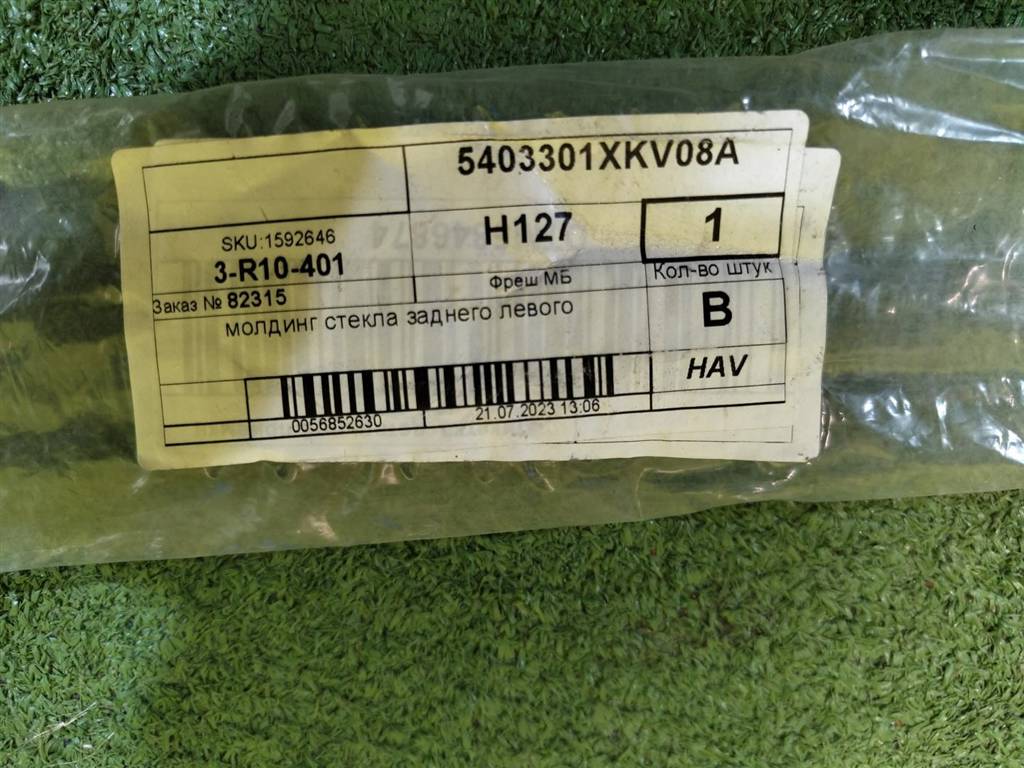 5403301XKV08A
SKU:1592646
3-R10-401
H127
1
Заказ № 82315
Фреш МБ
Кол-во штук
молдинг стекла заднего левого
B
HAV
0056852630
21.07.2023 13:06